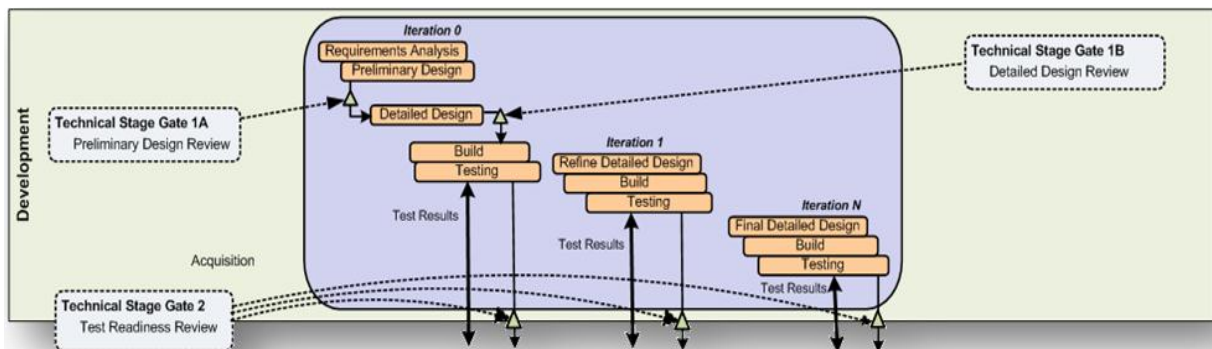 Development
Iteration 0
Requirements Analysis
Preliminary Design
Technical Stage Gate 1A
Preliminary Design Review
Detailed Design
Technical Stage Gate 1B
Detailed Design Review
Build
Testing
Test Results
Iteration 1
Refine Detailed Design
Build
Testing
Test Results
Iteration N
Final Detailed Design
Build
Testing
Test Results
Acquisition
Technical Stage Gate 2
Test Readiness Review